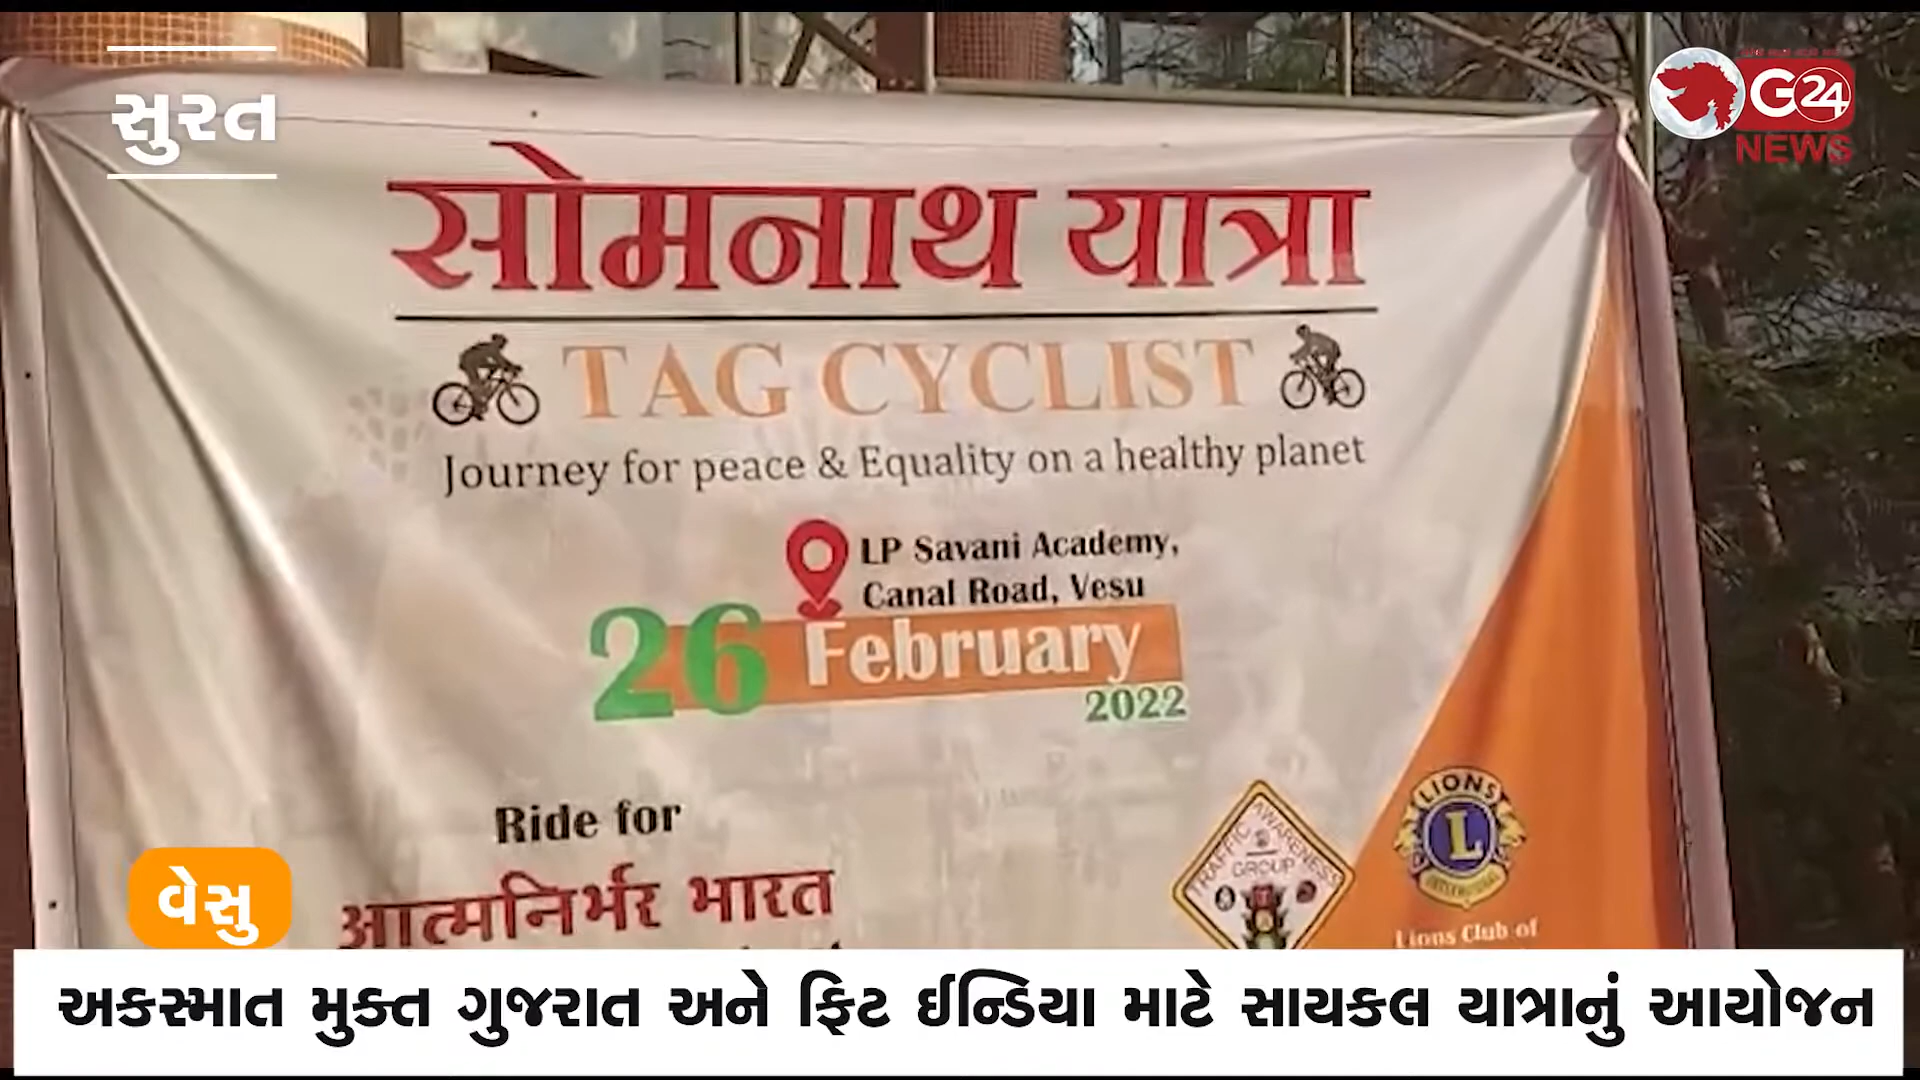 સુરત
G24
NEWS
सोमनाथ यात्रा
TAG CYCLIST
Journey for peace & Equality on a healthy planet
LP Savani Academy,
Canal Road, Vesu
26 February
2022
Ride for
आत्मनिर्भर भारत
TRAFFIC AWARENESS
GROUP
LIONS
L
INTERNATIONAL
Lions Club of
વેસુ
અકસ્માત મુક્ત ગુજરાત અને ફિટ ઈન્ડિયા માટે સાયકલ યાત્રાનું આયોજન